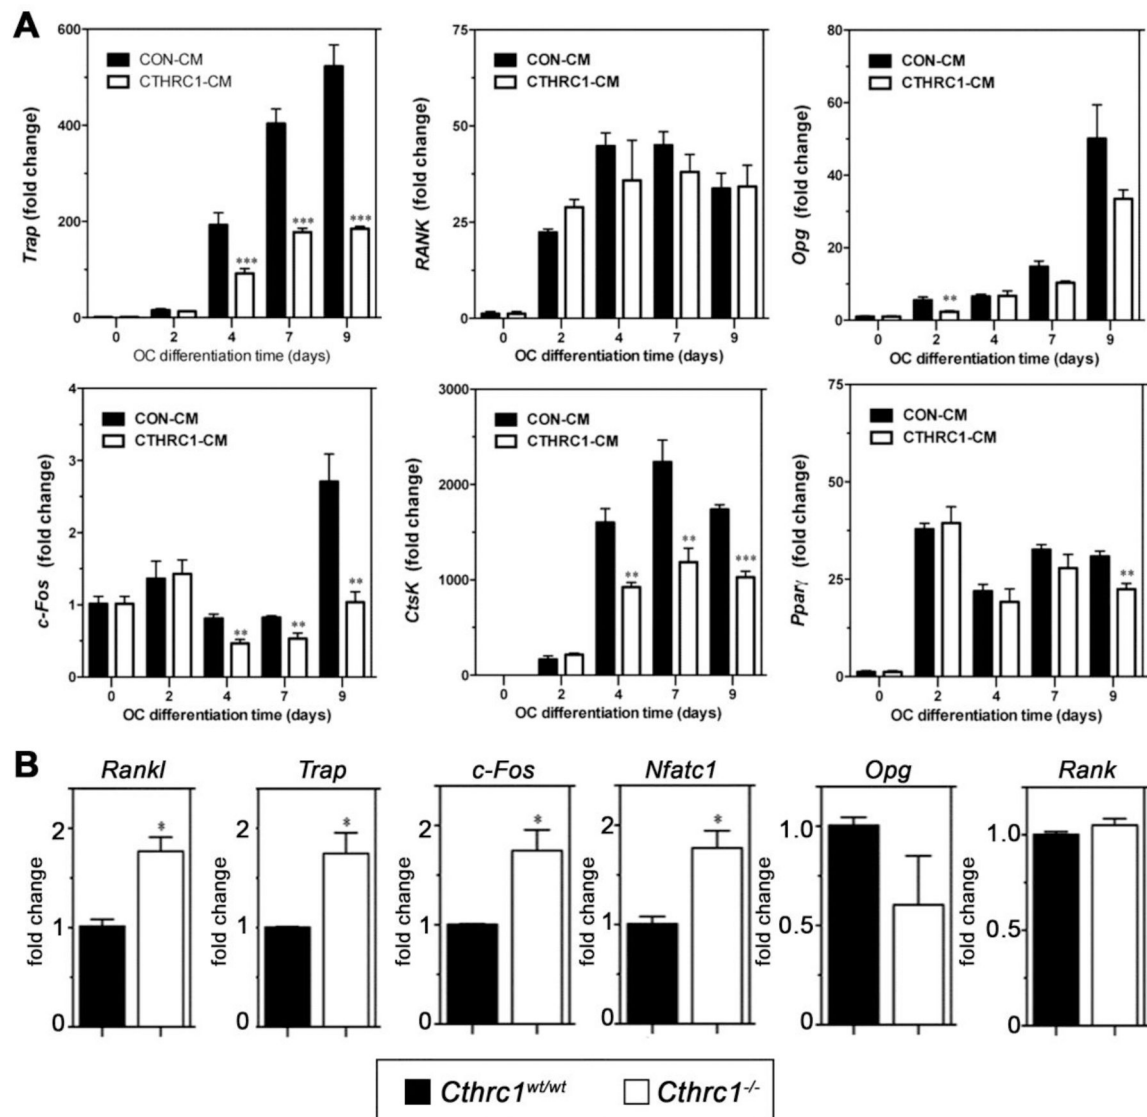 A
Trap (fold change)
600
400
200
0
CON-CM
CTHRC1-CM
***
***
***
0 2 4 7 9
OC differentiation time (days)
RANK (fold change)
75
50
25
0
CON-CM
CTHRC1-CM
0 2 4 7 9
OC differentiation time (days)
Opg (fold change)
80
60
40
20
0
CON-CM
CTHRC1-CM
**
0 2 4 7 9
OC differentiation time (days)
c-Fos (fold change)
4
3
2
1
0
CON-CM
CTHRC1-CM
**
**
**
0 2 4 7 9
OC differentiation time (days)
CtsK (fold change)
3000
2000
1000
0
CON-CM
CTHRC1-CM
**
**
***
0 2 4 7 9
OC differentiation time (days)
Pparγ (fold change)
75
50
25
0
CON-CM
CTHRC1-CM
**
0 2 4 7 9
OC differentiation time (days)
B
Rankl
fold change
2
1
0
*
Trap
fold change
2
1
0
*
c-Fos
fold change
2
1
0
*
Nfatc1
fold change
2
1
0
*
Opg
fold change
1.0
0.5
0
Rank
fold change
1.0
0
Cthrc1wt/wt Cthrc1-/-